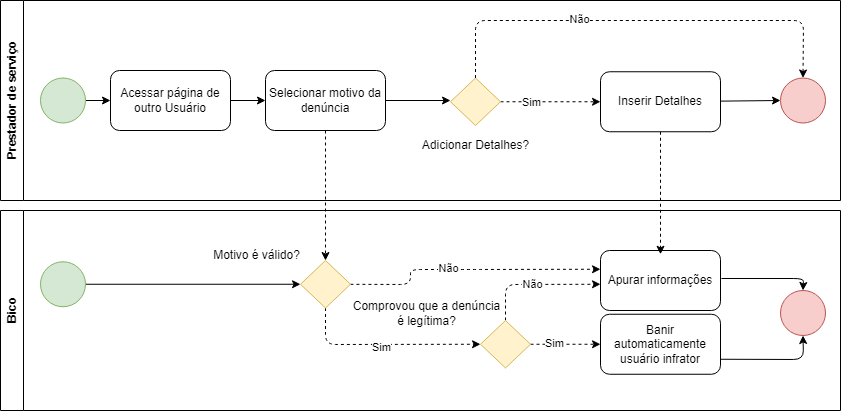 Prestador de serviço
Acessar página de
outro Usuário
Selecionar motivo da
denúncia
Adicionar Detalhes?
Não
Sim
Inserir Detalhes
Bico
Motivo é válido?
Não
Sim
Comprovou que a denúncia
é legítima?
Não
Sim
Apurar informações
Banir
automaticamente
usuário infrator